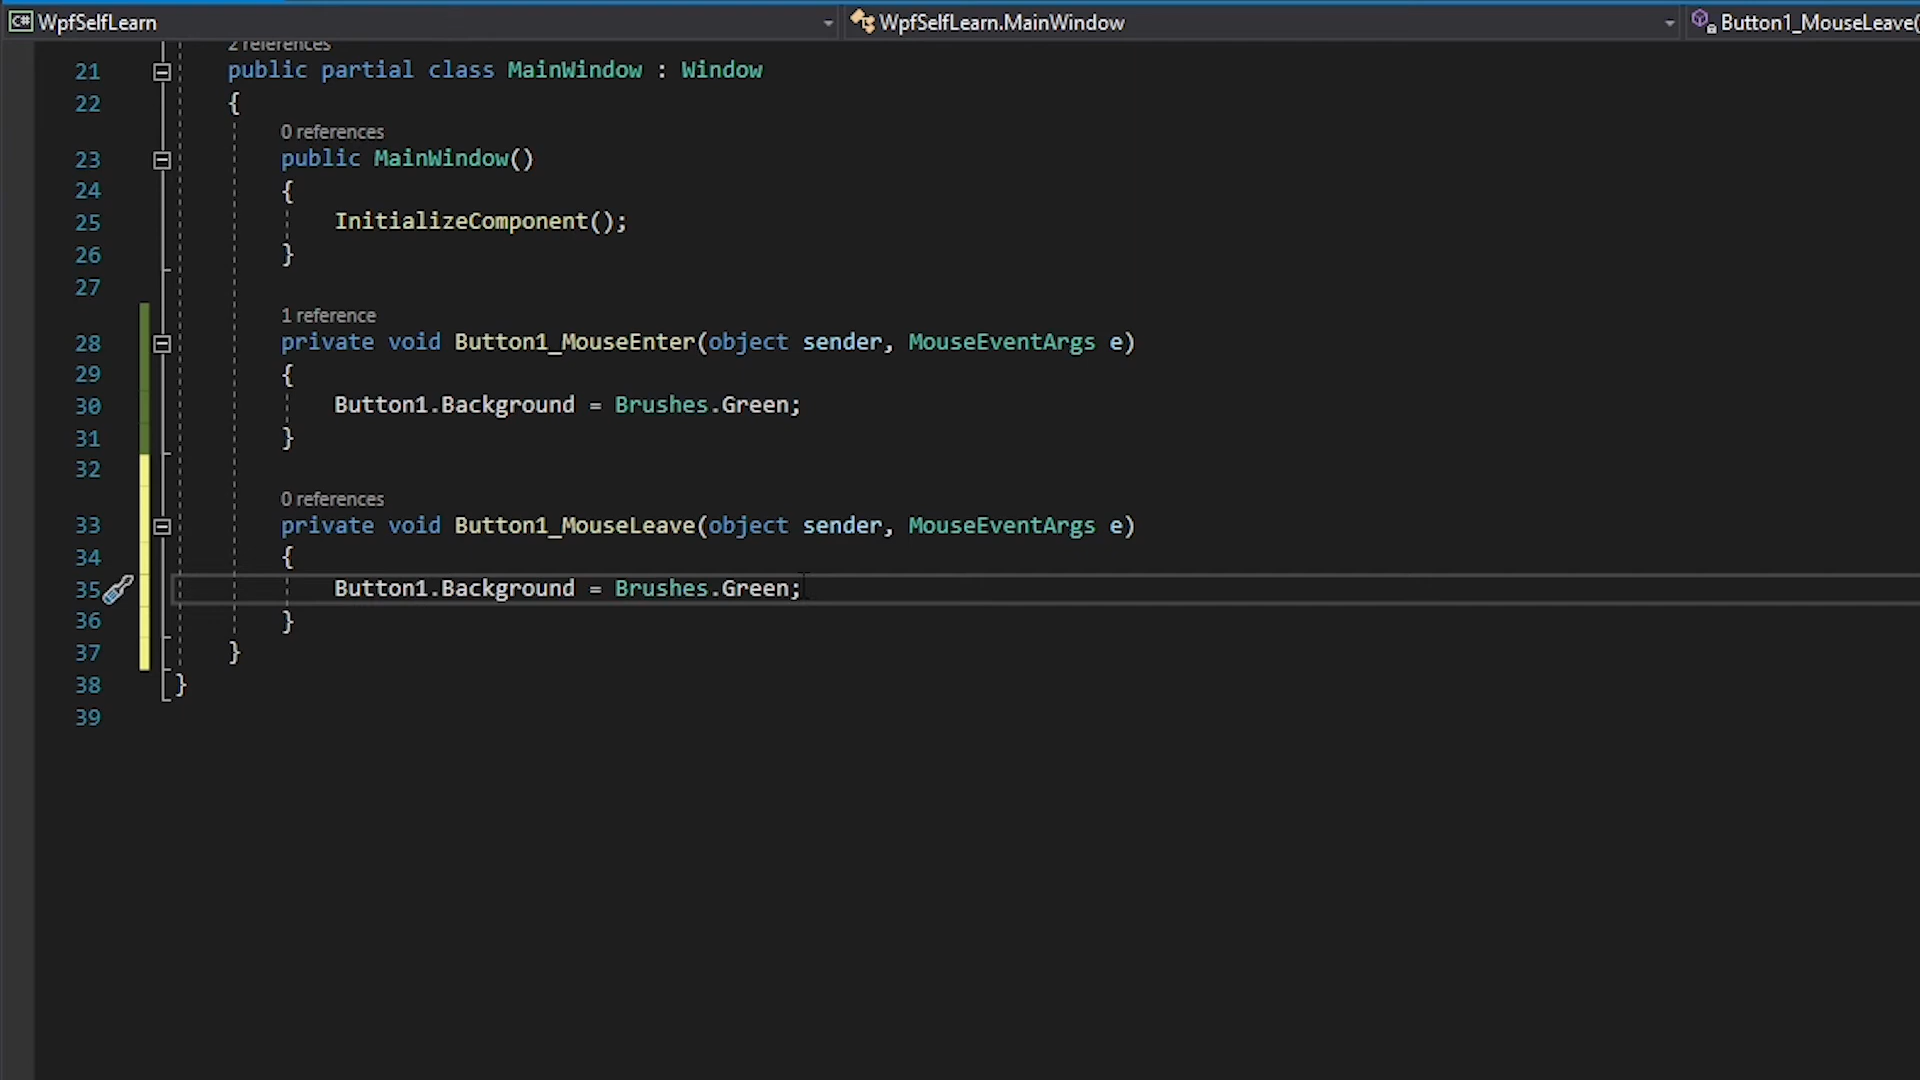 C# WpfSelfLearn WpfSelfLearn.MainWindow Button1_MouseLeave(
2 references
21 public partial class MainWindow : Window
22 {
0 references
23 public MainWindow()
24 {
25 InitializeComponent();
26 }
27
1 reference
28 private void Button1_MouseEnter(object sender, MouseEventArgs e)
29 {
30 Button1.Background = Brushes.Green;
31 }
32
0 references
33 private void Button1_MouseLeave(object sender, MouseEventArgs e)
34 {
35 Button1.Background = Brushes.Green;
36 }
37 }
38 }
39